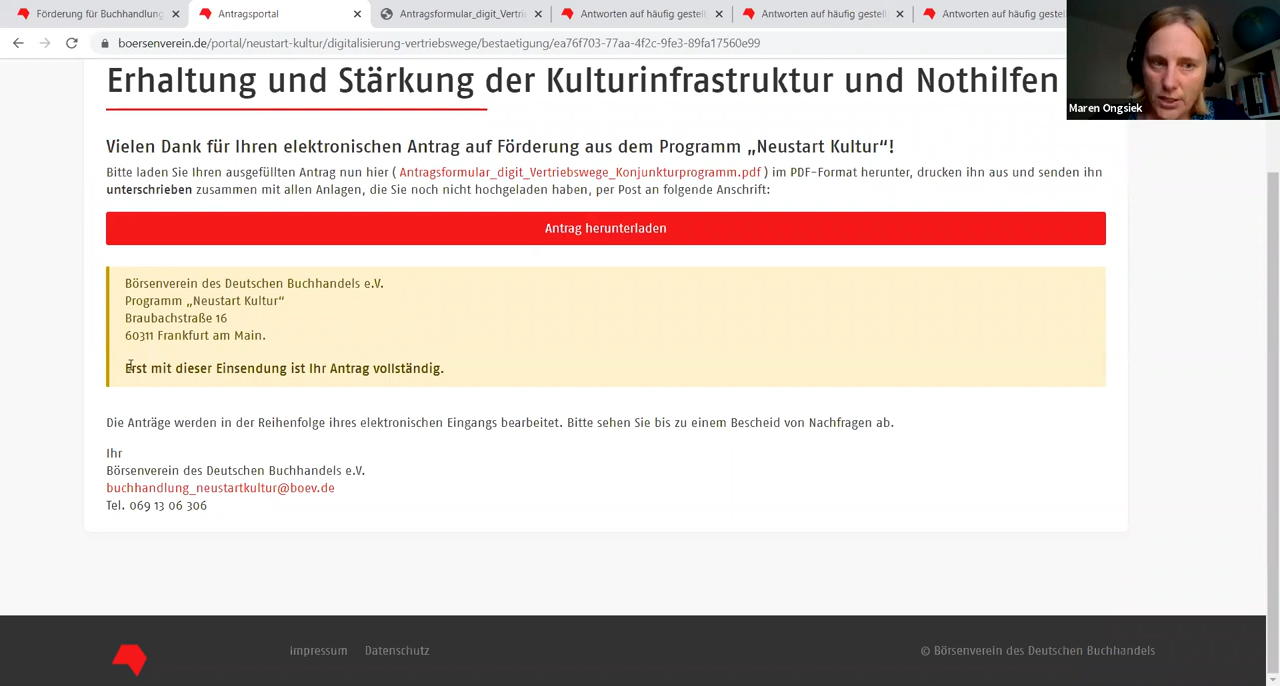 Förderung für Buchhandlung
Antragsportal
Antragsformular_digit_Vertri
Antworten auf häufig gestell
Antworten auf häufig gestell
Antworten auf häufig gestel
boersenverein.de/portal/neustart-kultur/digitalisierung-vertriebswege/bestaetigung/ea76f703-77aa-4f2c-9fe3-89fa17560e99
Maren Ongsiek
Erhaltung und Stärkung der Kulturinfrastruktur und Nothilfen
Vielen Dank für Ihren elektronischen Antrag auf Förderung aus dem Programm „Neustart Kultur“!
Bitte laden Sie Ihren ausgefüllten Antrag nun hier ( Antragsformular_digit_Vertriebswege_Konjunkturprogramm.pdf ) im PDF-Format herunter, drucken ihn aus und senden ihn
unterschrieben zusammen mit allen Anlagen, die Sie noch nicht hochgeladen haben, per Post an folgende Anschrift:
Antrag herunterladen
Börsenverein des Deutschen Buchhandels e.V.
Programm „Neustart Kultur“
Braubachstraße 16
60311 Frankfurt am Main.
Erst mit dieser Einsendung ist Ihr Antrag vollständig.
Die Anträge werden in der Reihenfolge ihres elektronischen Eingangs bearbeitet. Bitte sehen Sie bis zu einem Bescheid von Nachfragen ab.
Ihr
Börsenverein des Deutschen Buchhandels e.V.
buchhandlung_neustartkultur@boev.de
Tel. 069 13 06 306
Impressum Datenschutz © Börsenverein des Deutschen Buchhandels